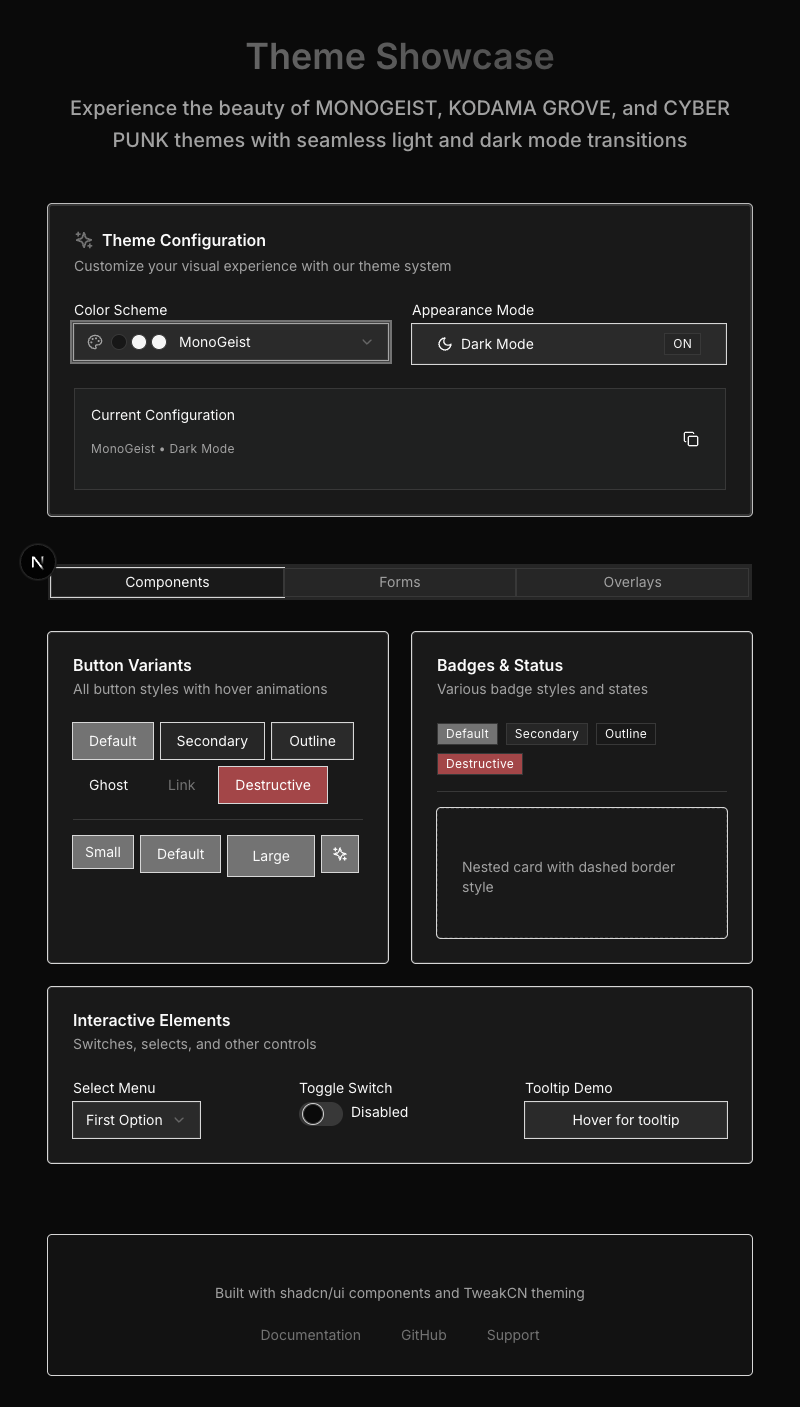 Theme Showcase
Experience the beauty of MONOGEIST, KODAMA GROVE, and CYBER
PUNK themes with seamless light and dark mode transitions
Theme Configuration
Customize your visual experience with our theme system
Color Scheme
MonoGeist
Appearance Mode
Dark Mode
ON
Current Configuration
MonoGeist • Dark Mode
N
Components
Forms
Overlays
Button Variants
All button styles with hover animations
Default
Secondary
Outline
Ghost
Link
Destructive
Small
Default
Large
Badges & Status
Various badge styles and states
Default
Secondary
Outline
Destructive
Nested card with dashed border
style
Interactive Elements
Switches, selects, and other controls
Select Menu
First Option
Toggle Switch
Disabled
Tooltip Demo
Hover for tooltip
Built with shadcn/ui components and TweakCN theming
Documentation
GitHub
Support